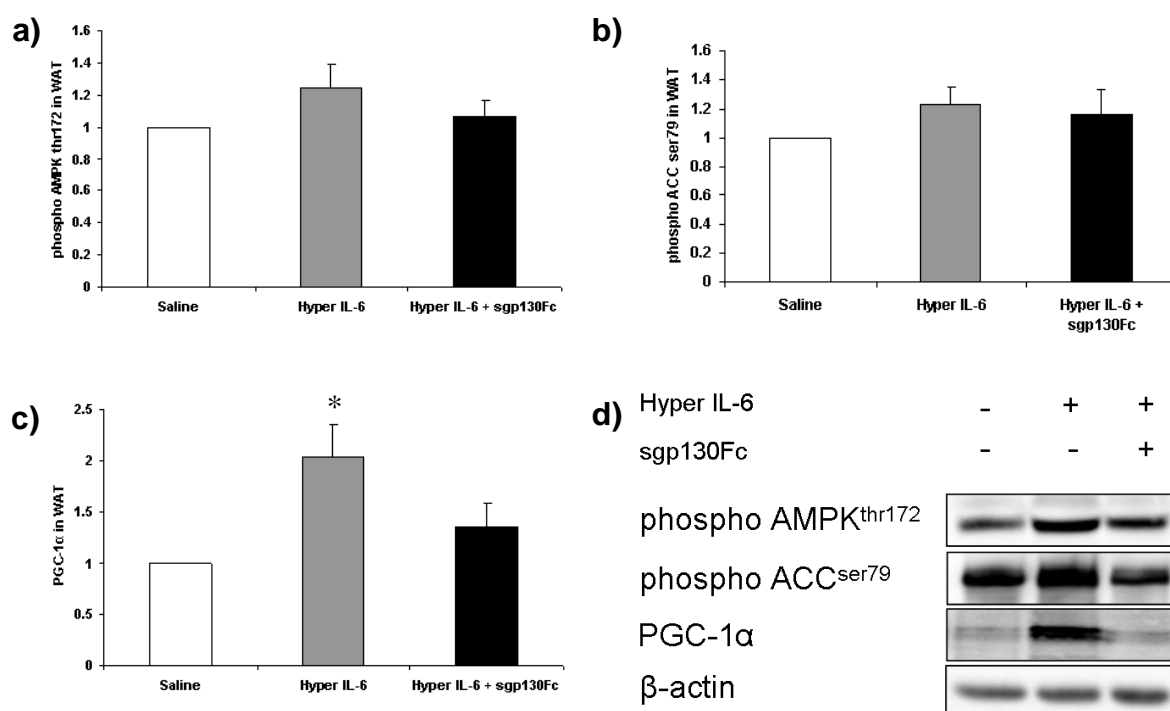 a)
phospho AMPK thr172 in WAT
1.6
1.4
1.2
1
0.8
0.6
0.4
0.2
0
Saline
Hyper IL-6
Hyper IL-6 + sgp130Fc
b)
phospho ACC ser79 in WAT
1.6
1.4
1.2
1
0.8
0.6
0.4
0.2
0
Saline
Hyper IL-6
Hyper IL-6 +
sgp130Fc
c)
PGC-1α in WAT
2.5
2
1.5
1
0.5
0
*
Saline
Hyper IL-6
Hyper IL-6 + sgp130Fc
d)
Hyper IL-6 - + +
sgp130Fc - - +
phospho AMPKthr172
phospho ACCser79
PGC-1α
β-actin